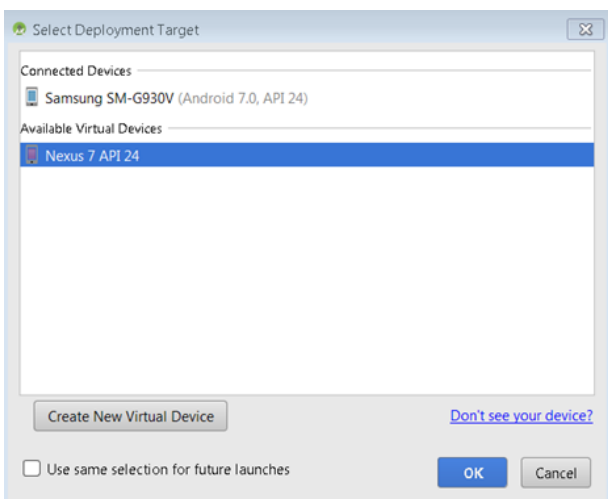 Select Deployment Target
Connected Devices
Samsung SM-G930V (Android 7.0, API 24)
Available Virtual Devices
Nexus 7 API 24
Create New Virtual Device
Don't see your device?
Use same selection for future launches
OK
Cancel